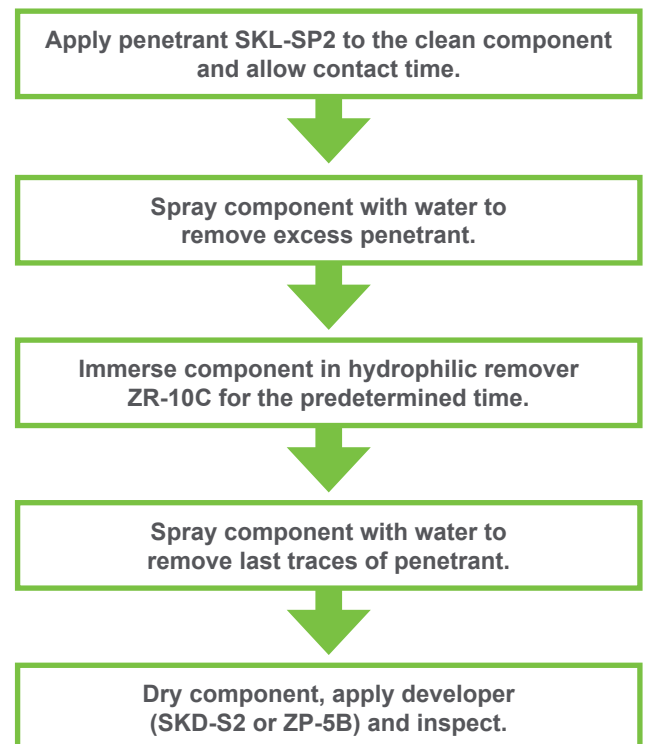 Apply penetrant SKL-SP2 to the clean component
and allow contact time.
Spray component with water to
remove excess penetrant.
Immerse component in hydrophilic remover
ZR-10C for the predetermined time.
Spray component with water to
remove last traces of penetrant.
Dry component, apply developer
(SKD-S2 or ZP-5B) and inspect.